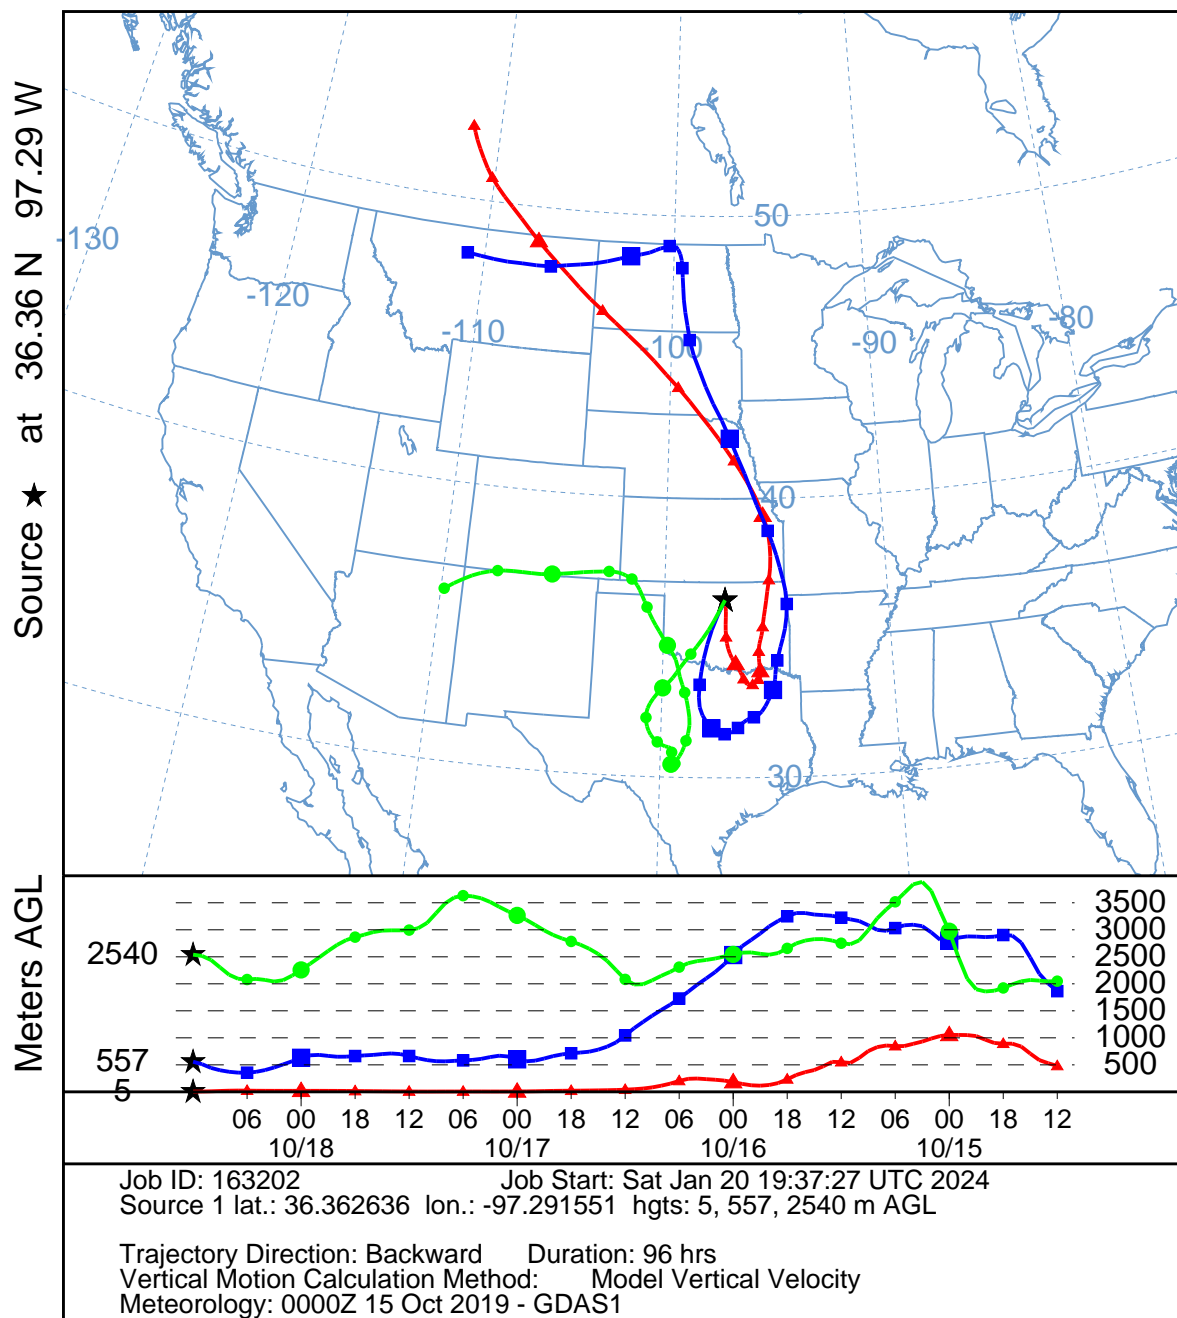 Source ★ at 36.36 N 97.29 W
50
-130
-120
-110
-100
-90
-80
40
30
Meters AGL
3500
3000
2540
2500
2000
1500
1000
557
500
5
06 00 18 12 06 00 18 12 06 00 18 12 06 00 18 12
10/18 10/17 10/16 10/15
Job ID: 163202 Job Start: Sat Jan 20 19:37:27 UTC 2024
Source 1 lat.: 36.362636 lon.: -97.291551 hgts: 5, 557, 2540 m AGL
Trajectory Direction: Backward Duration: 96 hrs
Vertical Motion Calculation Method: Model Vertical Velocity
Meteorology: 0000Z 15 Oct 2019 - GDAS1